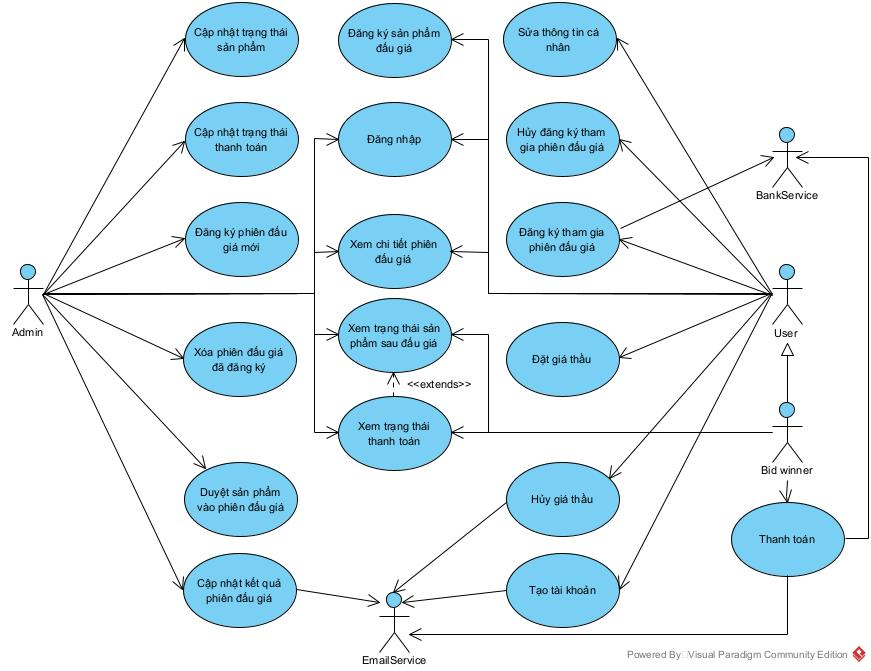 Cập nhật trạng thái
sản phẩm
Đăng ký sản phẩm
đấu giá
Sửa thông tin cá
nhân
Cập nhật trạng thái
thanh toán
Đăng nhập
Hủy đăng ký tham
gia phiên đấu giá
BankService
Đăng ký phiên đấu
giá mới
Xem chi tiết phiên
đấu giá
Đăng ký tham gia
phiên đấu giá
Admin
User
Xem trạng thái sản
phẩm sau đấu giá
Xóa phiên đấu giá
đã đăng ký
Đặt giá thầu
<<extends>>
Xem trạng thái
thanh toán
Bid winner
Duyệt sản phẩm
vào phiên đấu giá
Hủy giá thầu
Thanh toán
Cập nhật kết quả
phiên đấu giá
Tạo tài khoản
EmailService
Powered By Visual Paradigm Community Edition